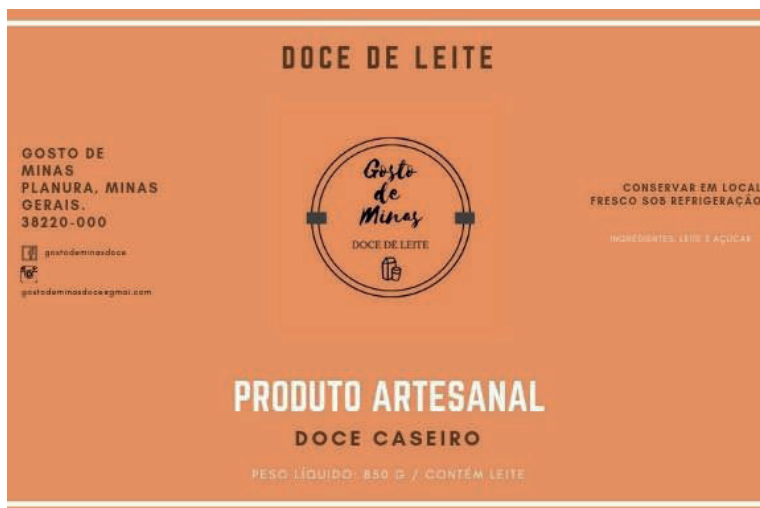 DOCE DE LEITE
GOSTO DE
MINAS
PLANURA, MINAS
GERAIS.
38220-000
gostodeminasdoce
gostodeminasdoce@gmai.com
Gosto
de
Minas
DOCE DE LEITE
CONSERVAR EM LOCAL
FRESCO SOB REFRIGERAÇÃO
INGREDIENTES: LEITE E AÇÚCAR
PRODUTO ARTESANAL
DOCE CASEIRO
PESO LÍQUIDO: 850 G / CONTÉM LEITE